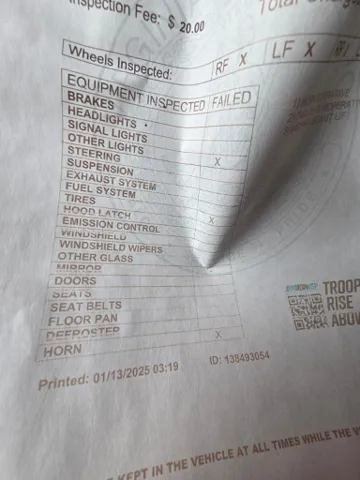 Inspection Fee: $ 20.00
Total
Wheels Inspected: RF X LF X
EQUIPMENT INSPECTED FAILED
BRAKES
HEADLIGHTS
SIGNAL LIGHTS
OTHER LIGHTS
STEERING X
SUSPENSION
EXHAUST SYSTEM
FUEL SYSTEM
TIRES
HOOD LATCH X
EMISSION CONTROL
WINDSHIELD
WINDSHIELD WIPERS
OTHER GLASS
MIRROR
DOORS
SEATS
SEAT BELTS
FLOOR PAN
DEFROSTER X
HORN
TROOP
RISE
ABOV
Printed: 01/13/2025 03:19 ID: 138493054
KEPT IN THE VEHICLE AT ALL TIMES WHILE THE V